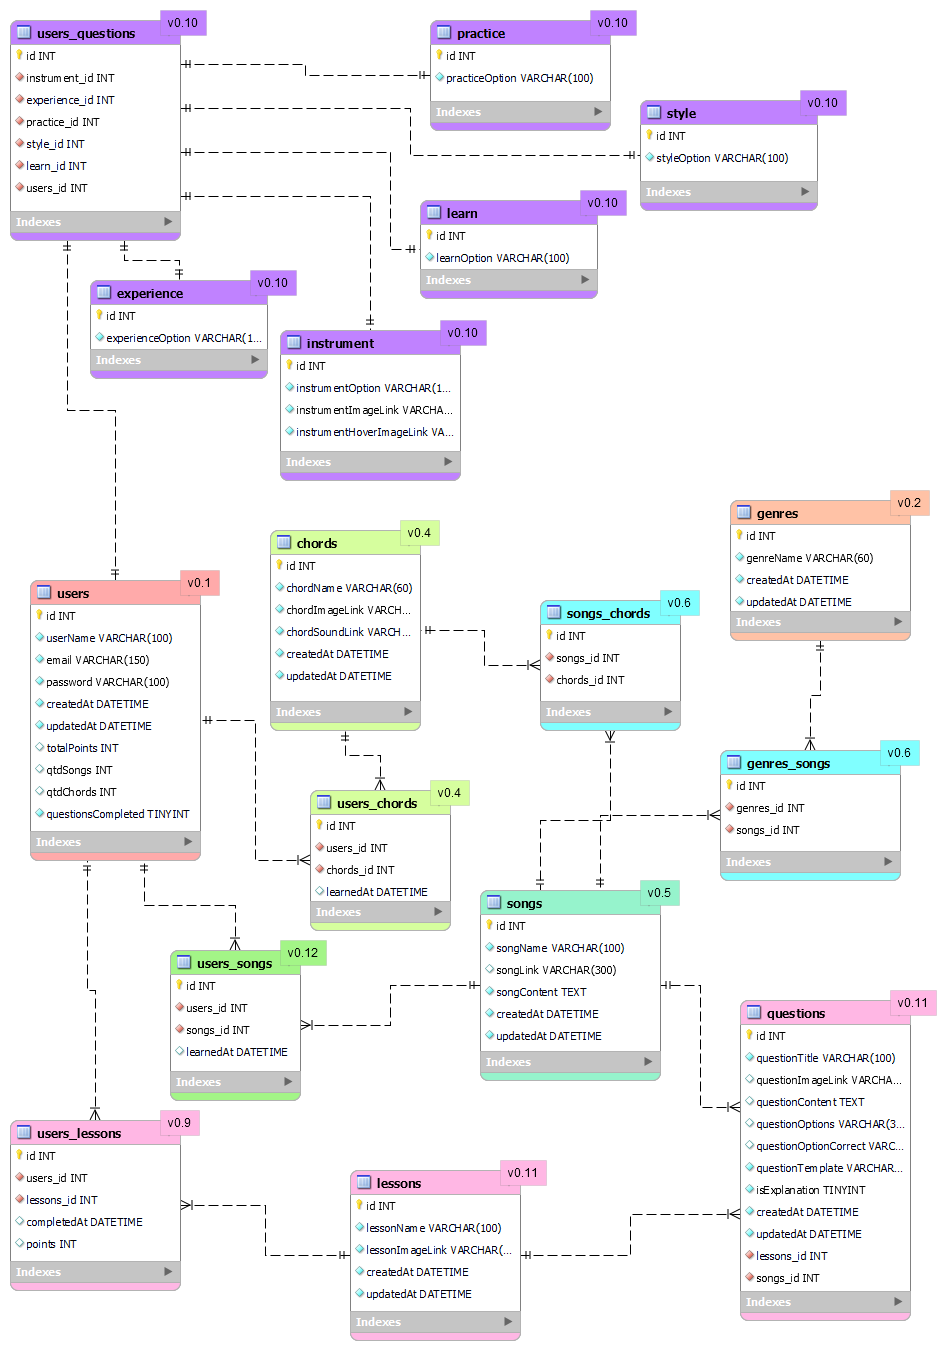 users_questions
v0.10
id INT
instrument_id INT
experience_id INT
practice_id INT
style_id INT
learn_id INT
users_id INT
Indexes
practice
v0.10
id INT
practiceOption VARCHAR(100)
Indexes
style
v0.10
id INT
styleOption VARCHAR(100)
Indexes
learn
v0.10
id INT
learnOption VARCHAR(100)
Indexes
experience
v0.10
id INT
experienceOption VARCHAR(1...
Indexes
instrument
v0.10
id INT
instrumentOption VARCHAR(1...
instrumentImageLink VARCHA...
instrumentHoverImageLink VA...
Indexes
genres
v0.2
id INT
genreName VARCHAR(60)
createdAt DATETIME
updatedAt DATETIME
Indexes
chords
v0.4
id INT
chordName VARCHAR(60)
chordImageLink VARCH...
chordSoundLink VARCH...
createdAt DATETIME
updatedAt DATETIME
Indexes
users
v0.1
id INT
userName VARCHAR(100)
email VARCHAR(150)
password VARCHAR(100)
createdAt DATETIME
updatedAt DATETIME
totalPoints INT
qtdSongs INT
qtdChords INT
questionsCompleted TINYINT
Indexes
songs_chords
v0.6
id INT
songs_id INT
chords_id INT
Indexes
genres_songs
v0.6
id INT
genres_id INT
songs_id INT
Indexes
users_chords
v0.4
id INT
users_id INT
chords_id INT
learnedAt DATETIME
Indexes
songs
v0.5
id INT
songName VARCHAR(100)
songLink VARCHAR(300)
songContent TEXT
createdAt DATETIME
updatedAt DATETIME
Indexes
users_songs
v0.12
id INT
users_id INT
songs_id INT
learnedAt DATETIME
Indexes
questions
v0.11
id INT
questionTitle VARCHAR(100)
questionImageLink VARCHA...
questionContent TEXT
questionOptions VARCHAR(3...
questionOptionCorrect VARC...
questionTemplate VARCHAR...
isExplanation TINYINT
createdAt DATETIME
updatedAt DATETIME
lessons_id INT
songs_id INT
Indexes
users_lessons
v0.9
id INT
users_id INT
lessons_id INT
completedAt DATETIME
points INT
Indexes
lessons
v0.11
id INT
lessonName VARCHAR(100)
lessonImageLink VARCHAR(...
createdAt DATETIME
updatedAt DATETIME
Indexes